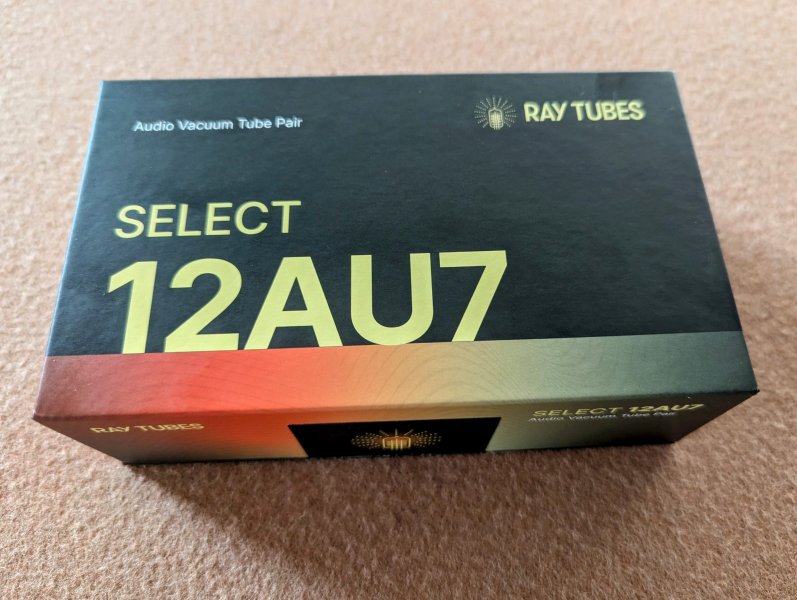 Audio Vacuum Tube Pair
RAY TUBES
SELECT
12AU7
RAY TUBES
SELECT 12AU7
Audio Vacuum Tube Pair